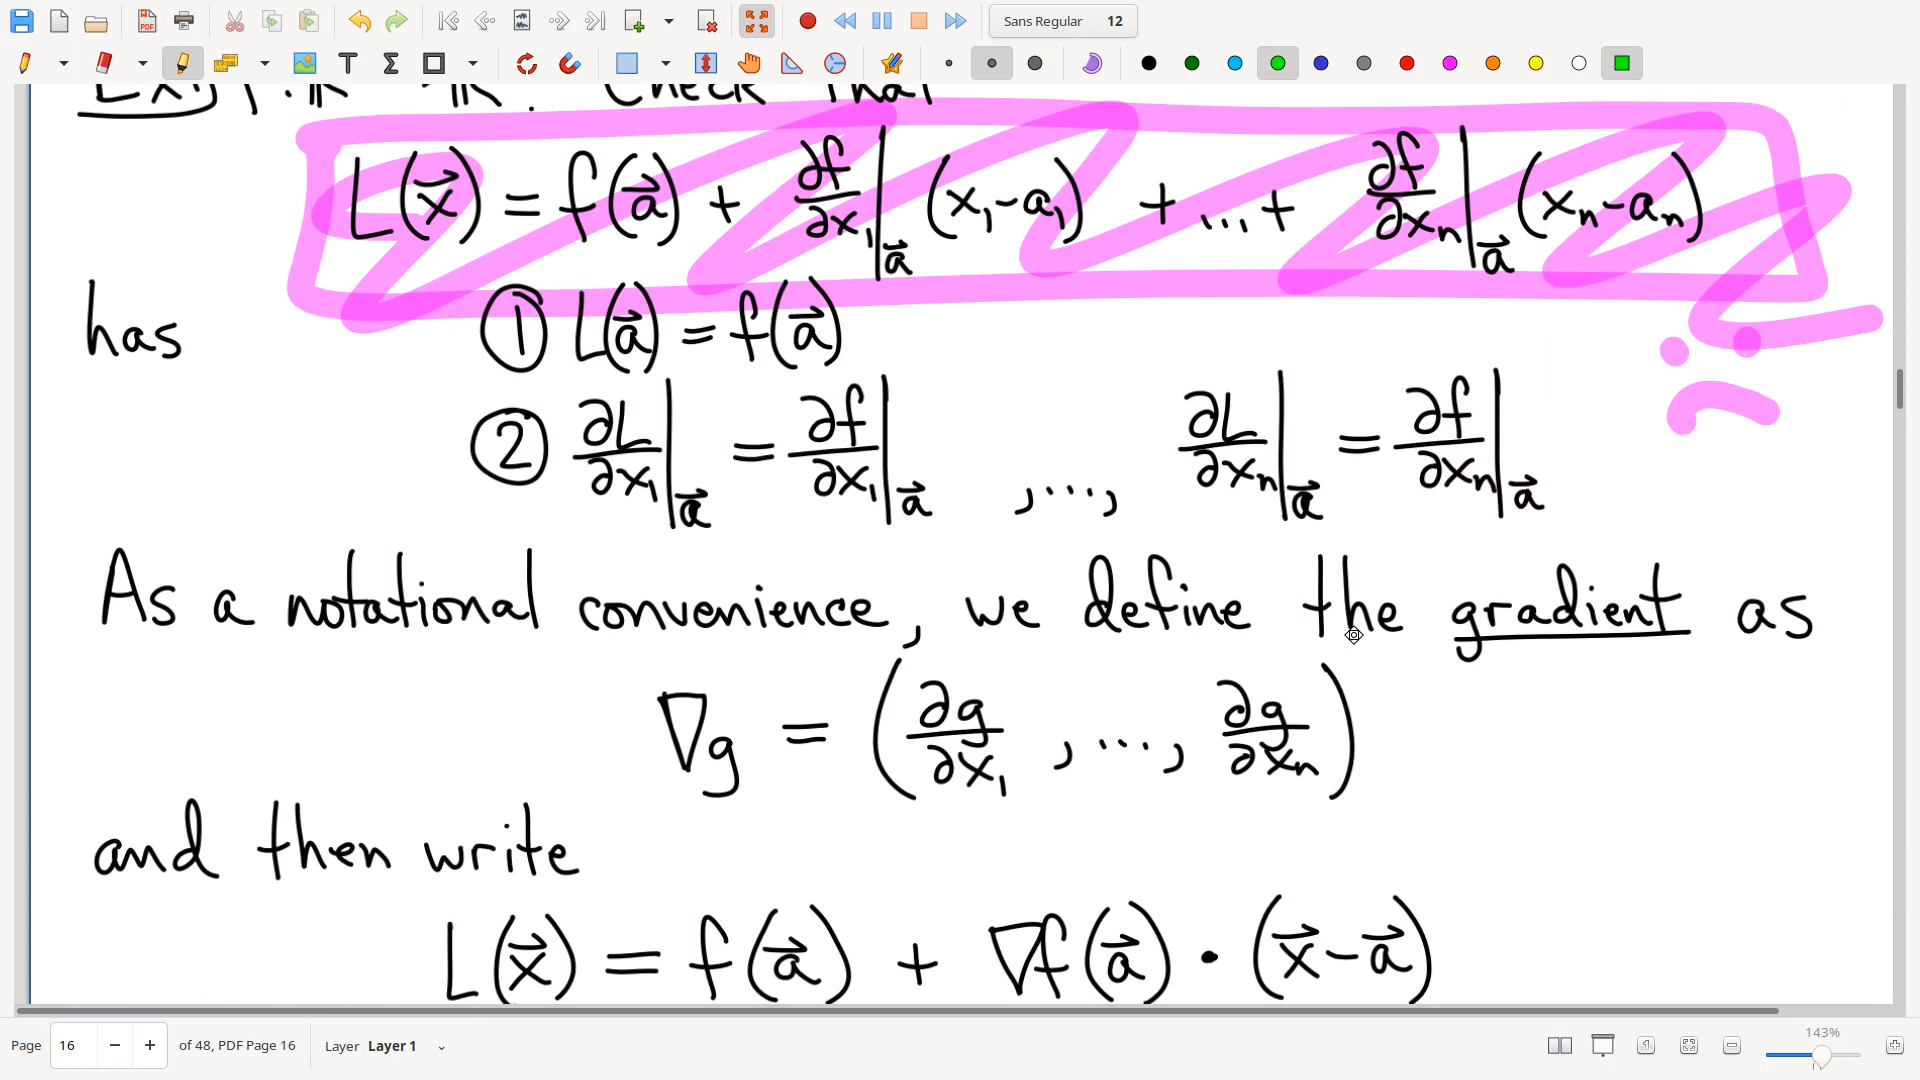 Sans Regular 12
Check That
L(x⃗) = f(a⃗) + ∂f/∂x₁|a⃗ (x₁-a₁) + ... + ∂f/∂xₙ|a⃗ (xₙ-aₙ)
has ① L(a⃗) = f(a⃗)
② ∂L/∂x₁|a⃗ = ∂f/∂x₁|a⃗ , ..., ∂L/∂xₙ|a⃗ = ∂f/∂xₙ|a⃗
As a notational convenience, we define the gradient as
∇g = (∂g/∂x₁ , ..., ∂g/∂xₙ)
and then write
L(x⃗) = f(a⃗) + ∇f(a⃗) • (x⃗-a⃗)
Page 16 of 48, PDF Page 16 Layer Layer 1 143%